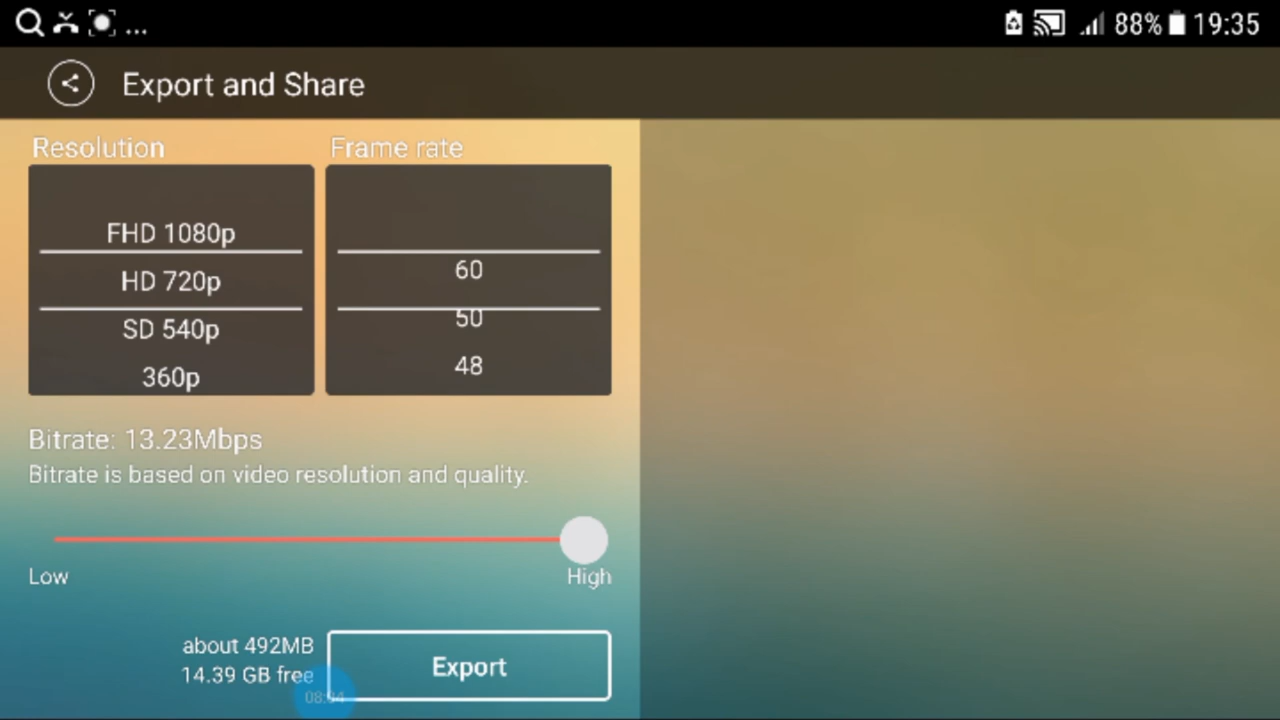 ... 88% 19:35
Export and Share
Resolution
FHD 1080p
HD 720p
SD 540p
360p
Frame rate
60
50
48
Bitrate: 13.23Mbps
Bitrate is based on video resolution and quality.
Low
High
about 492MB
14.39 GB free
Export